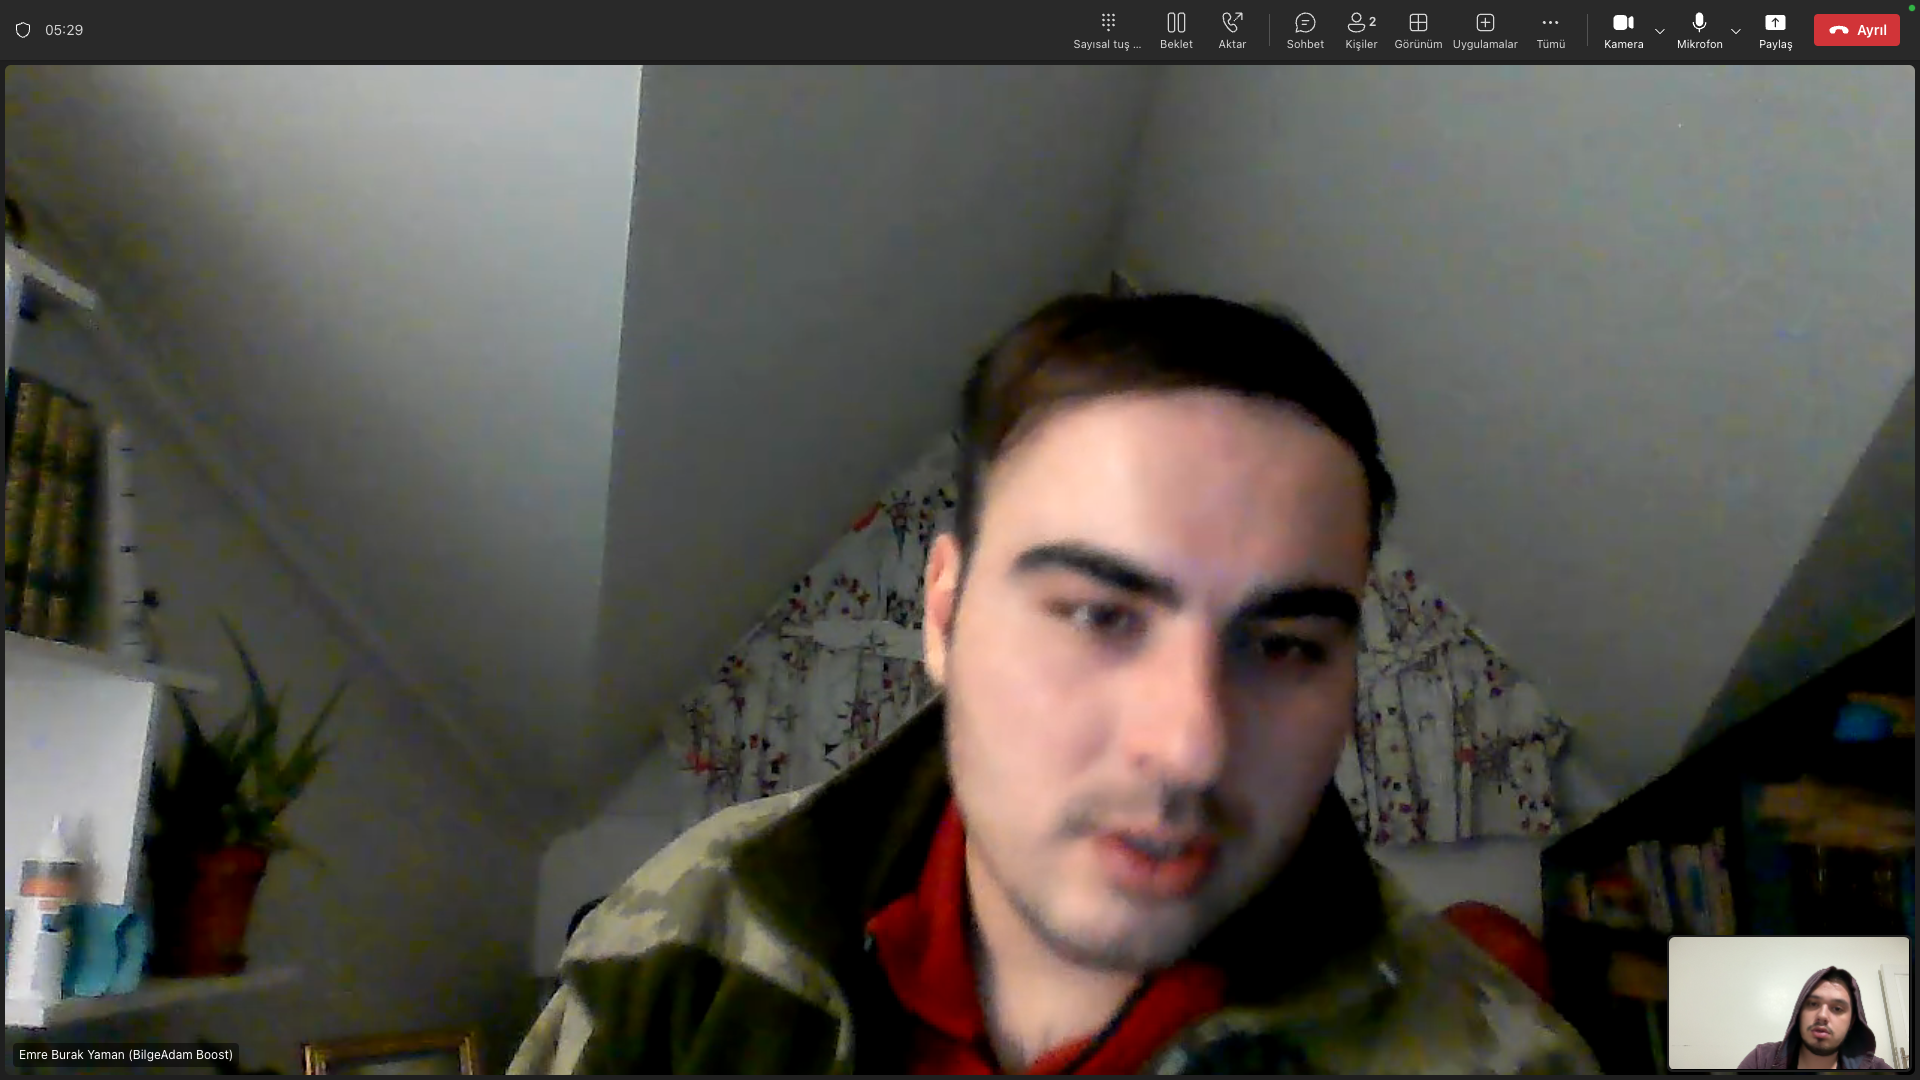 05:29
Sayısal tuş ...
Beklet
Aktar
Sohbet
2
Kişiler
Görünüm
Uygulamalar
Tümü
Kamera
Mikrofon
Paylaş
Ayrıl
Emre Burak Yaman (BilgeAdam Boost)